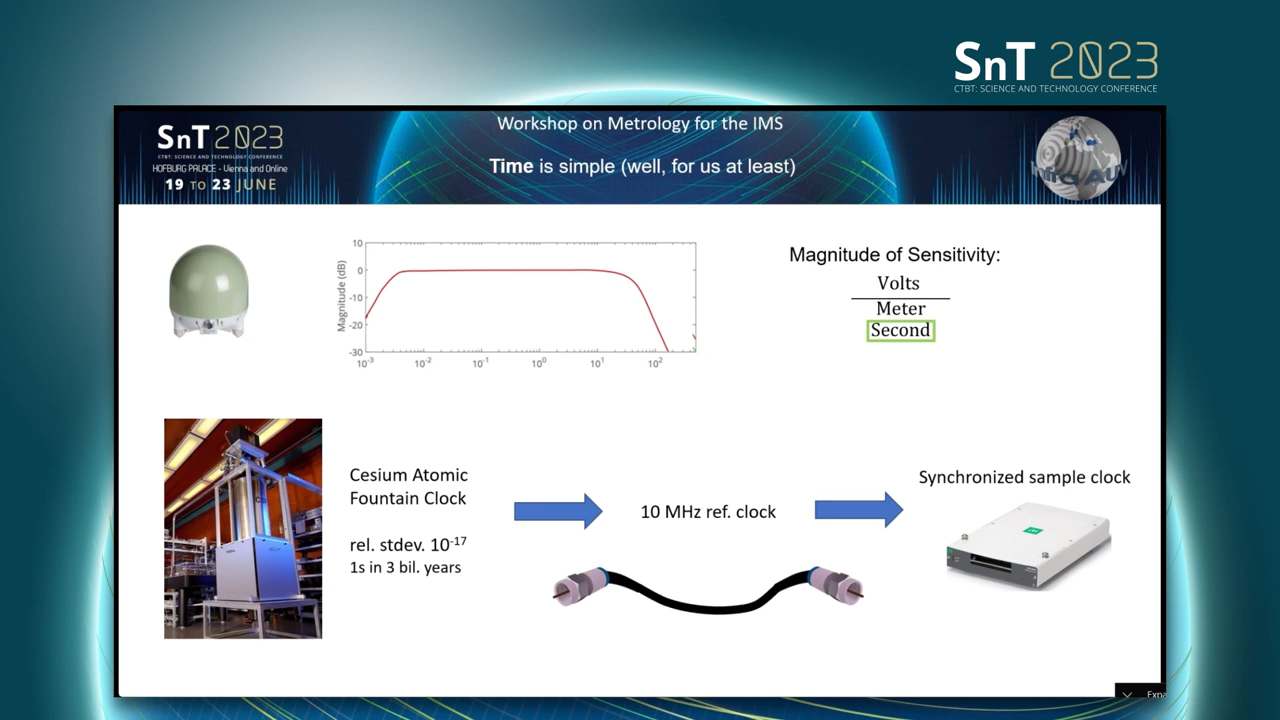 SnT 2023
CTBT: SCIENCE AND TECHNOLOGY CONFERENCE
SnT 2023
CTBT: SCIENCE AND TECHNOLOGY CONFERENCE
HOFBURG PALACE - Vienna and Online
19 TO 23 JUNE
Workshop on Metrology for the IMS
Time is simple (well, for us at least)
10
0
-10
-20
-30
Magnitude (dB)
10-3 10-2 10-1 100 101 102
Magnitude of Sensitivity:
Volts
Meter
Second
Cesium Atomic
Fountain Clock
rel. stdev. 10-17
1s in 3 bil. years
10 MHz ref. clock
Synchronized sample clock
Expa